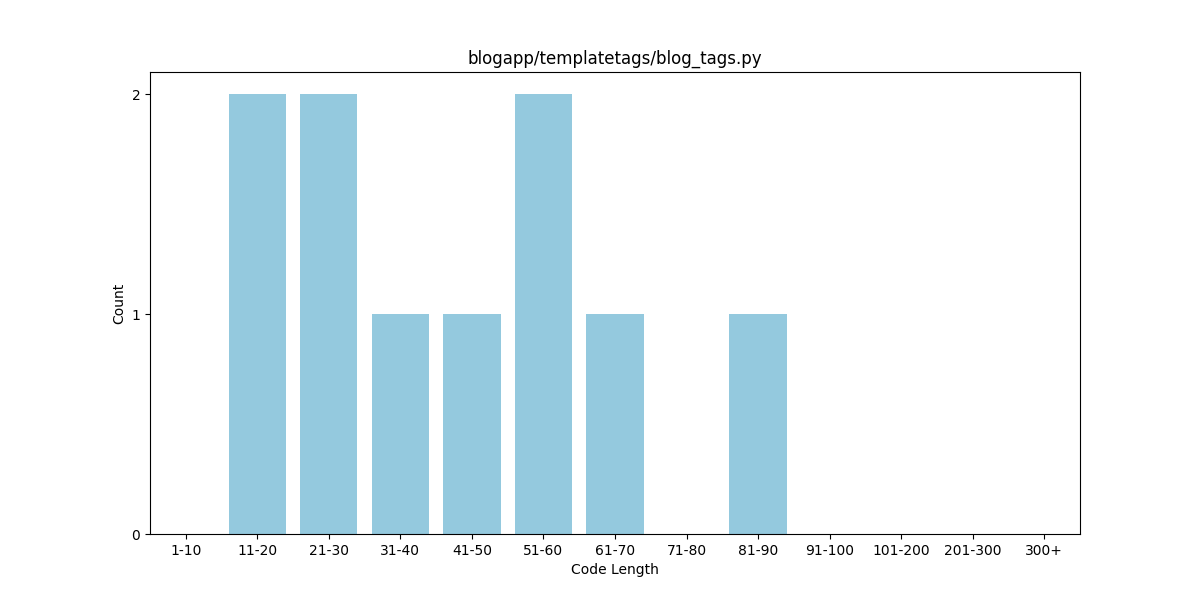 blogapp/templatetags/blog_tags.py
2
1
0
Count
1-10 11-20 21-30 31-40 41-50 51-60 61-70 71-80 81-90 91-100 101-200 201-300 300+
Code Length